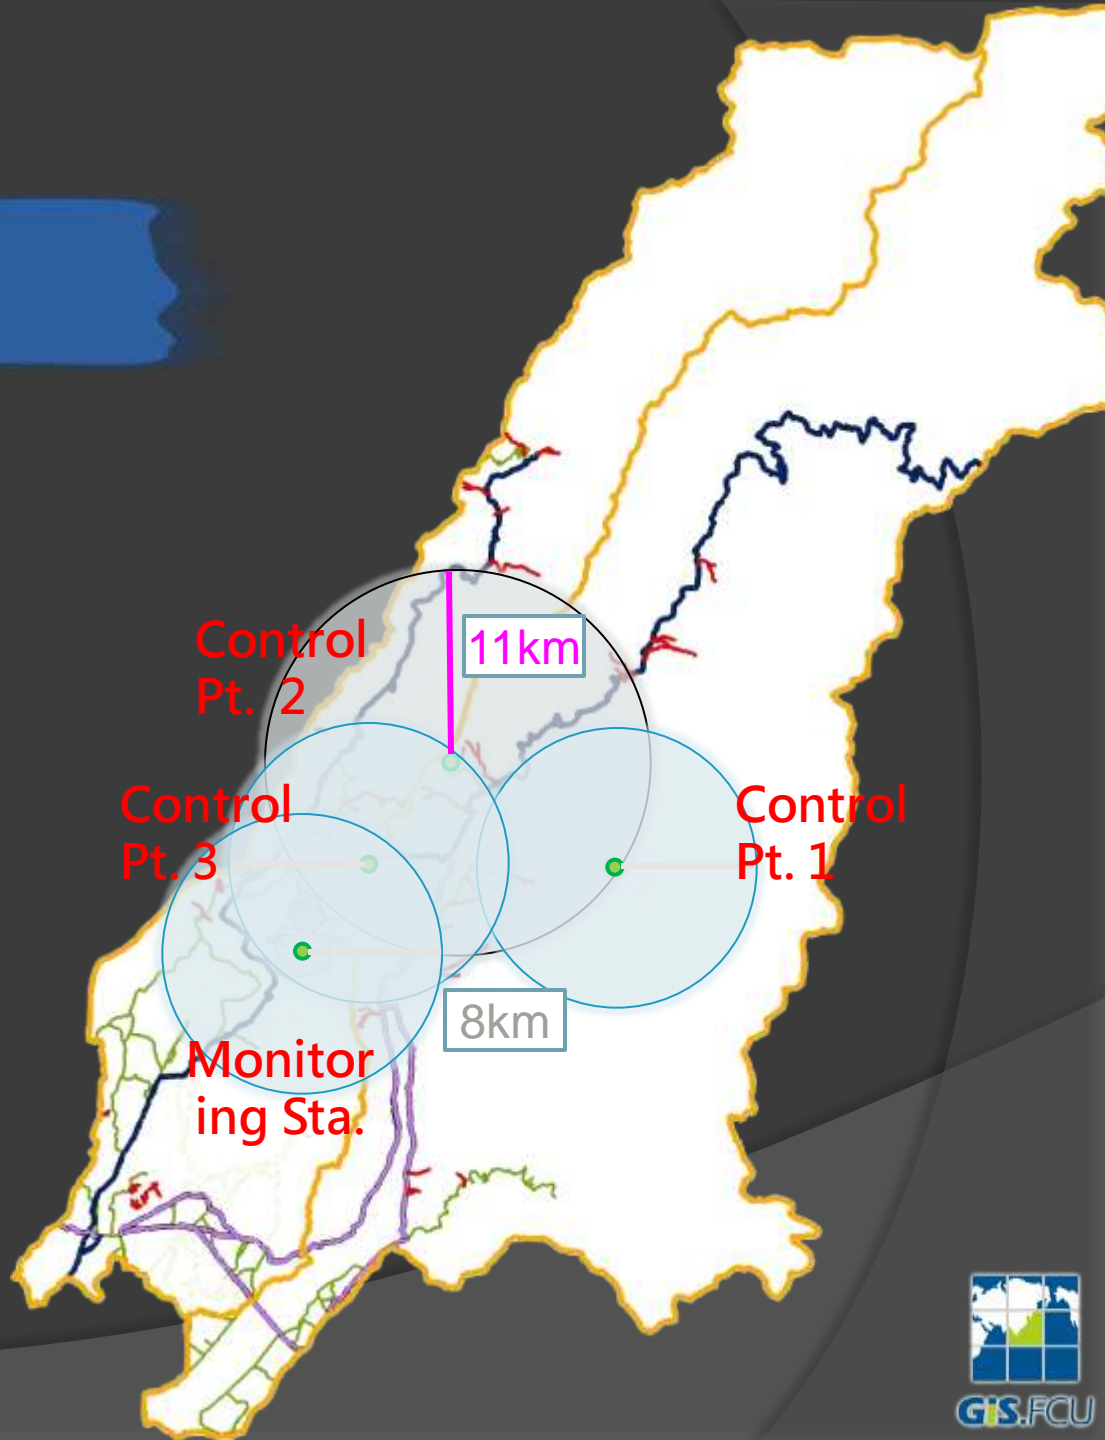 Control
Pt.  2
11km
Control
Pt. 3
Control
Pt. 1
8km
Monitor
ing Sta.
GIS.FCU